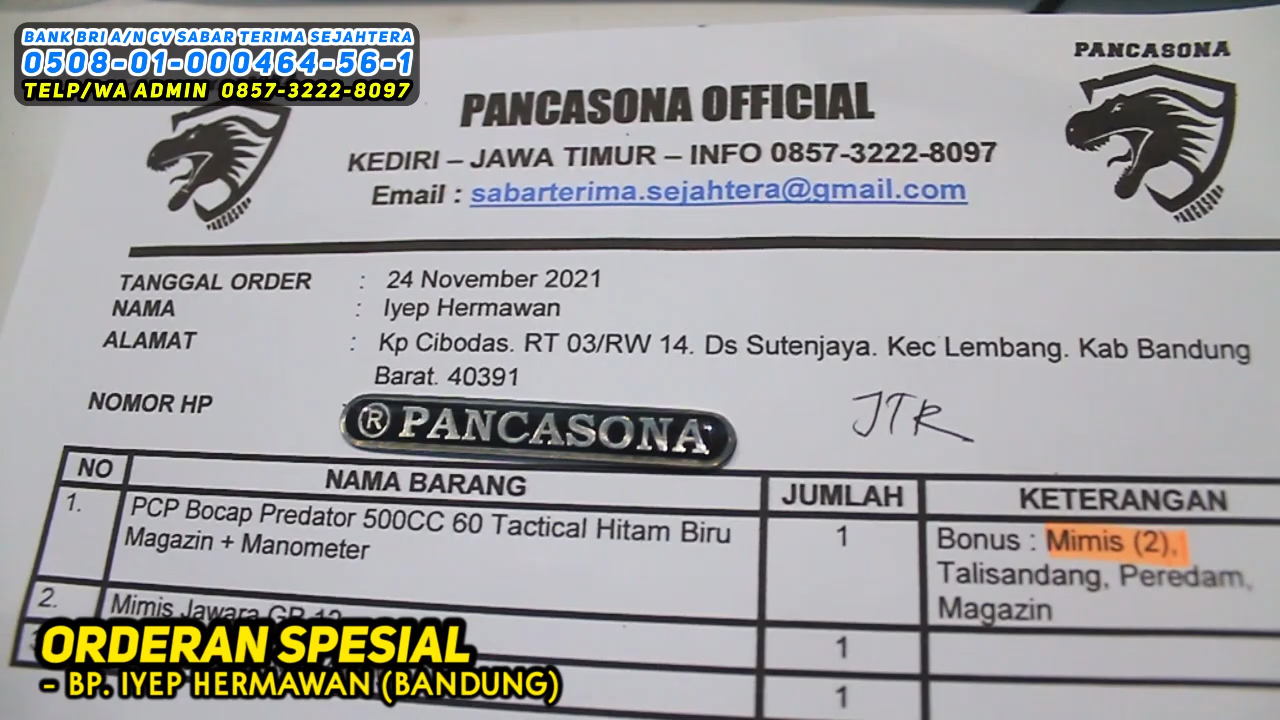 BANK BRI A/N CV SABAR TERIMA SEJAHTERA
0508-01-000464-56-1
TELP/WA ADMIN 0857-3222-8097
PANCASONA
PANCASONA
PANCASONA
PANCASONA OFFICIAL
KEDIRI – JAWA TIMUR – INFO 0857-3222-8097
Email : sabarterima.sejahtera@gmail.com
TANGGAL ORDER : 24 November 2021
NAMA : Iyep Hermawan
ALAMAT : Kp Cibodas. RT 03/RW 14. Ds Sutenjaya. Kec Lembang. Kab Bandung
Barat. 40391
NOMOR HP
® PANCASONA
JTR
NO NAMA BARANG JUMLAH KETERANGAN
1. PCP Bocap Predator 500CC 60 Tactical Hitam Biru 1 Bonus : Mimis (2),
Magazin + Manometer Talisandang, Peredam,
Magazin
2. Mimis Jawara 1
1
ORDERAN SPESIAL
- BP. IYEP HERMAWAN (BANDUNG)